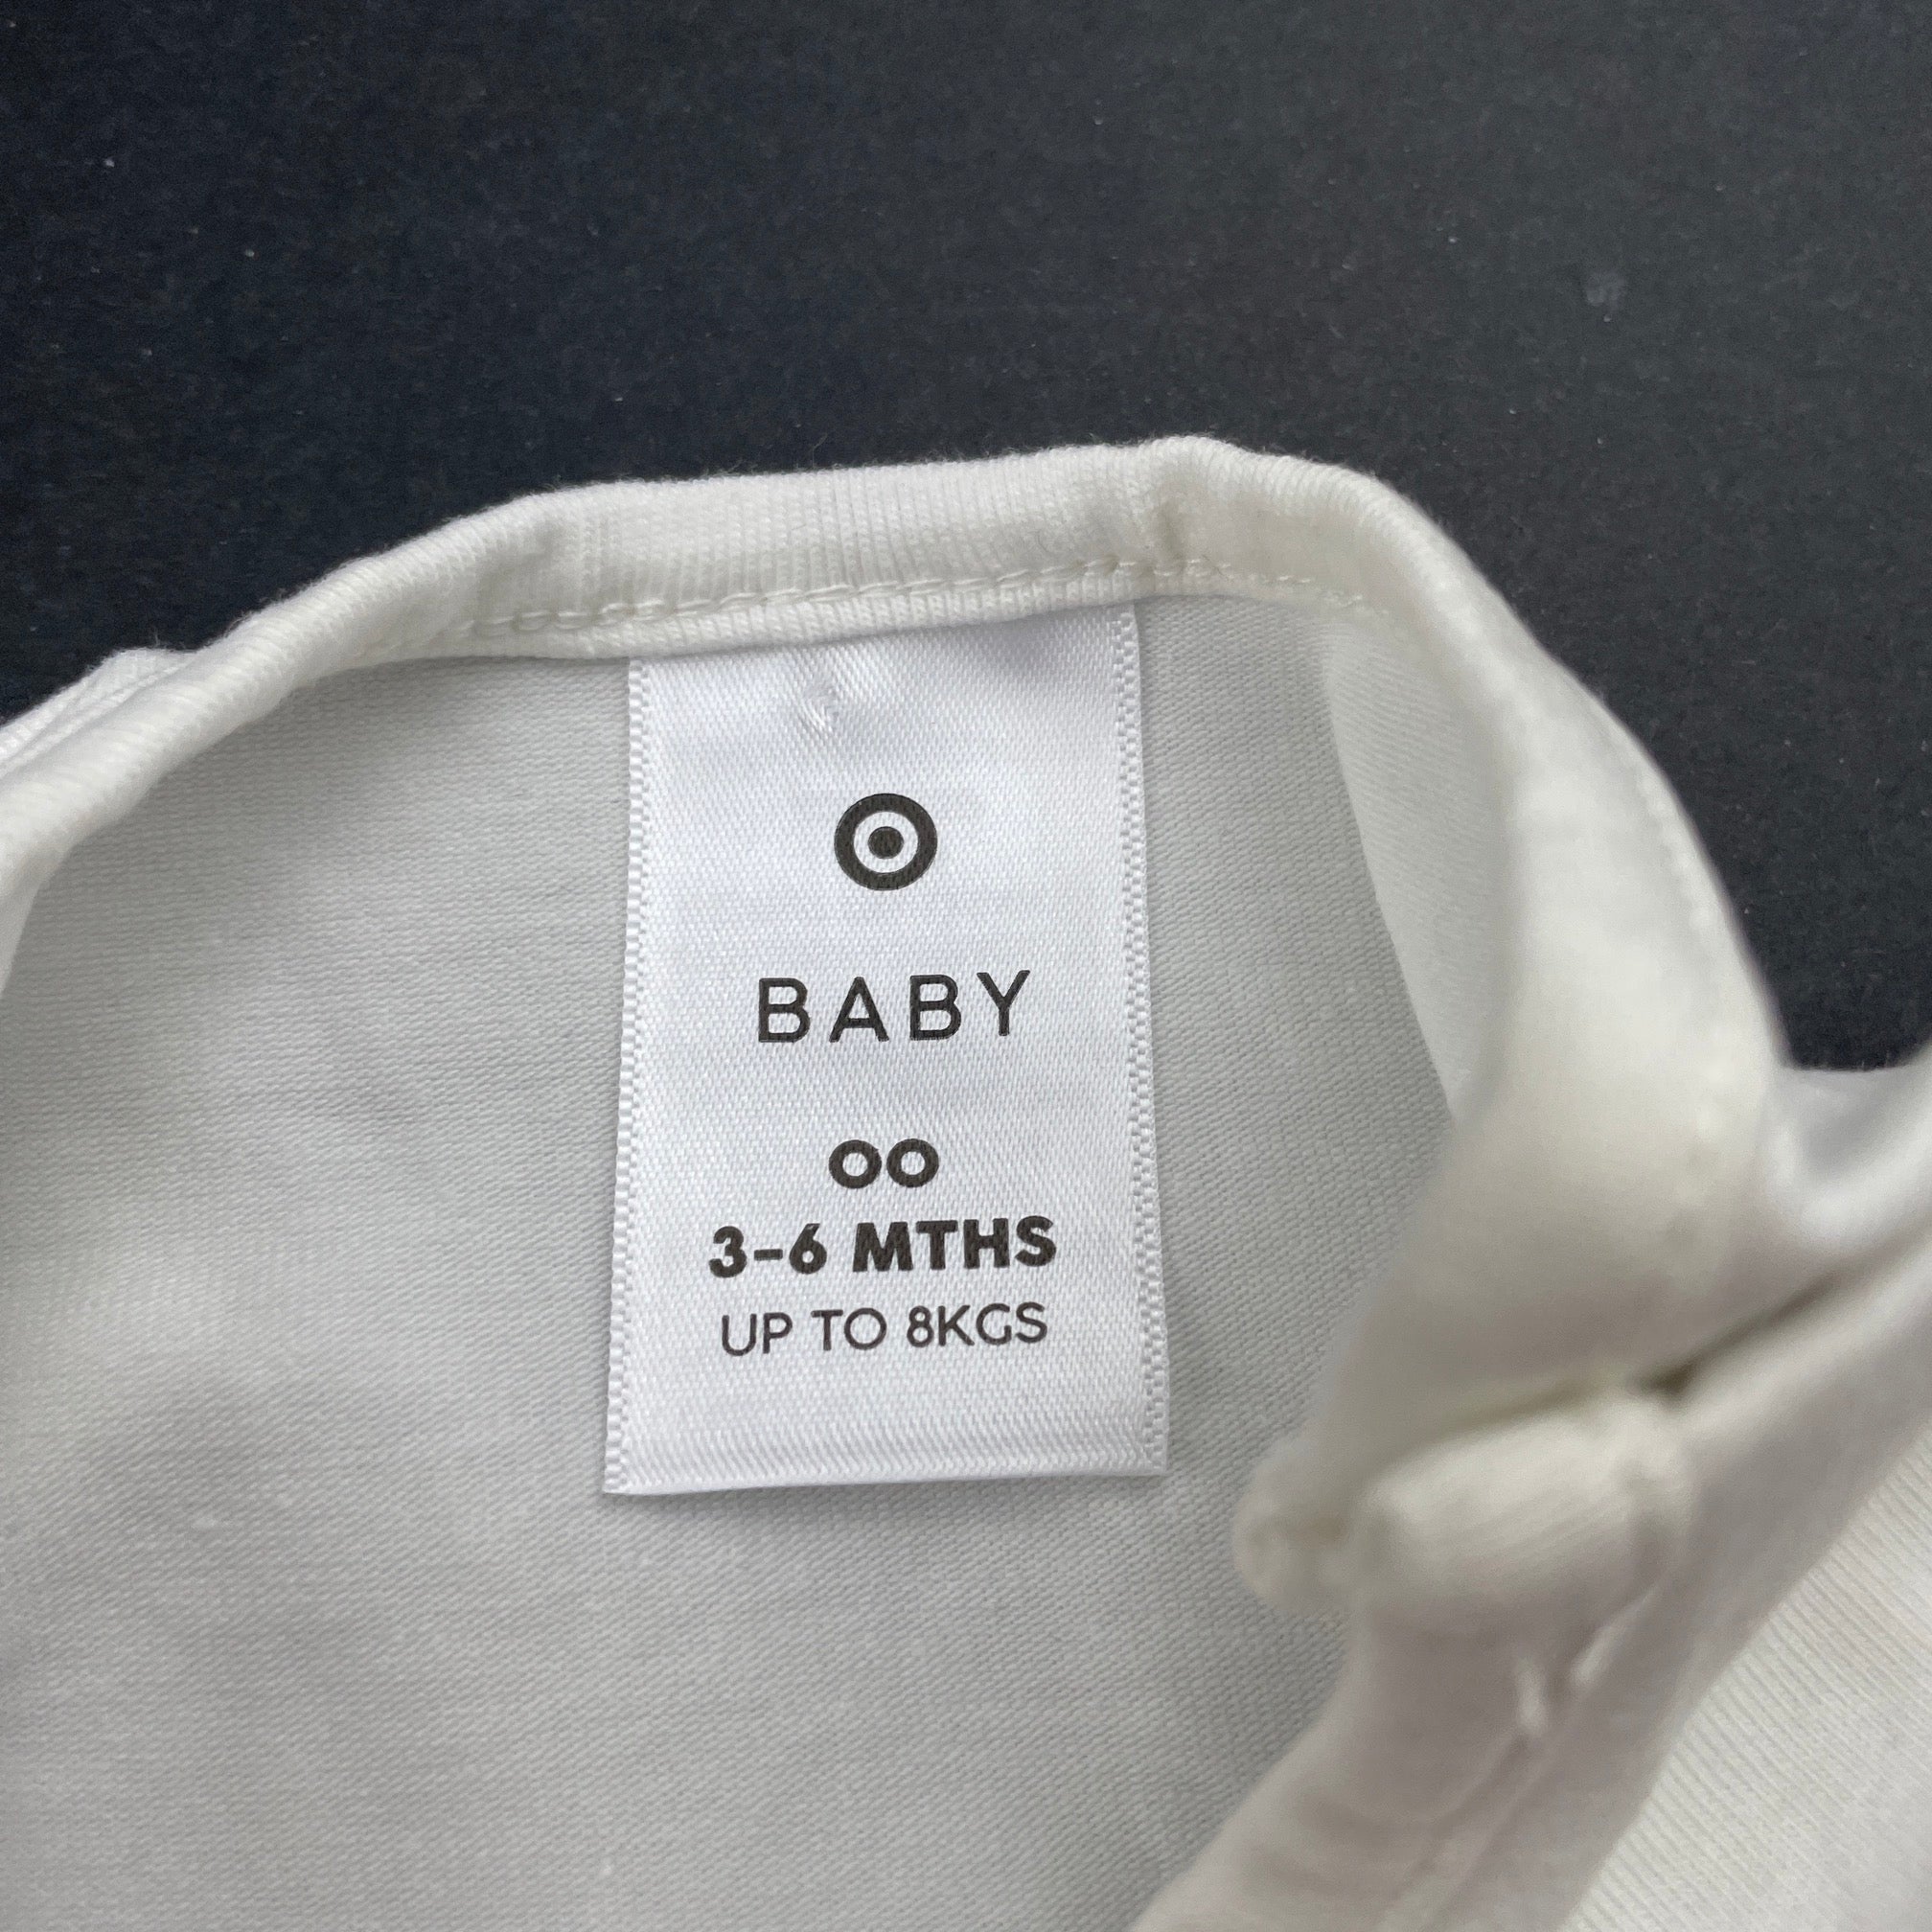 BABY
00
3-6 MTHS
UP TO 8KGS